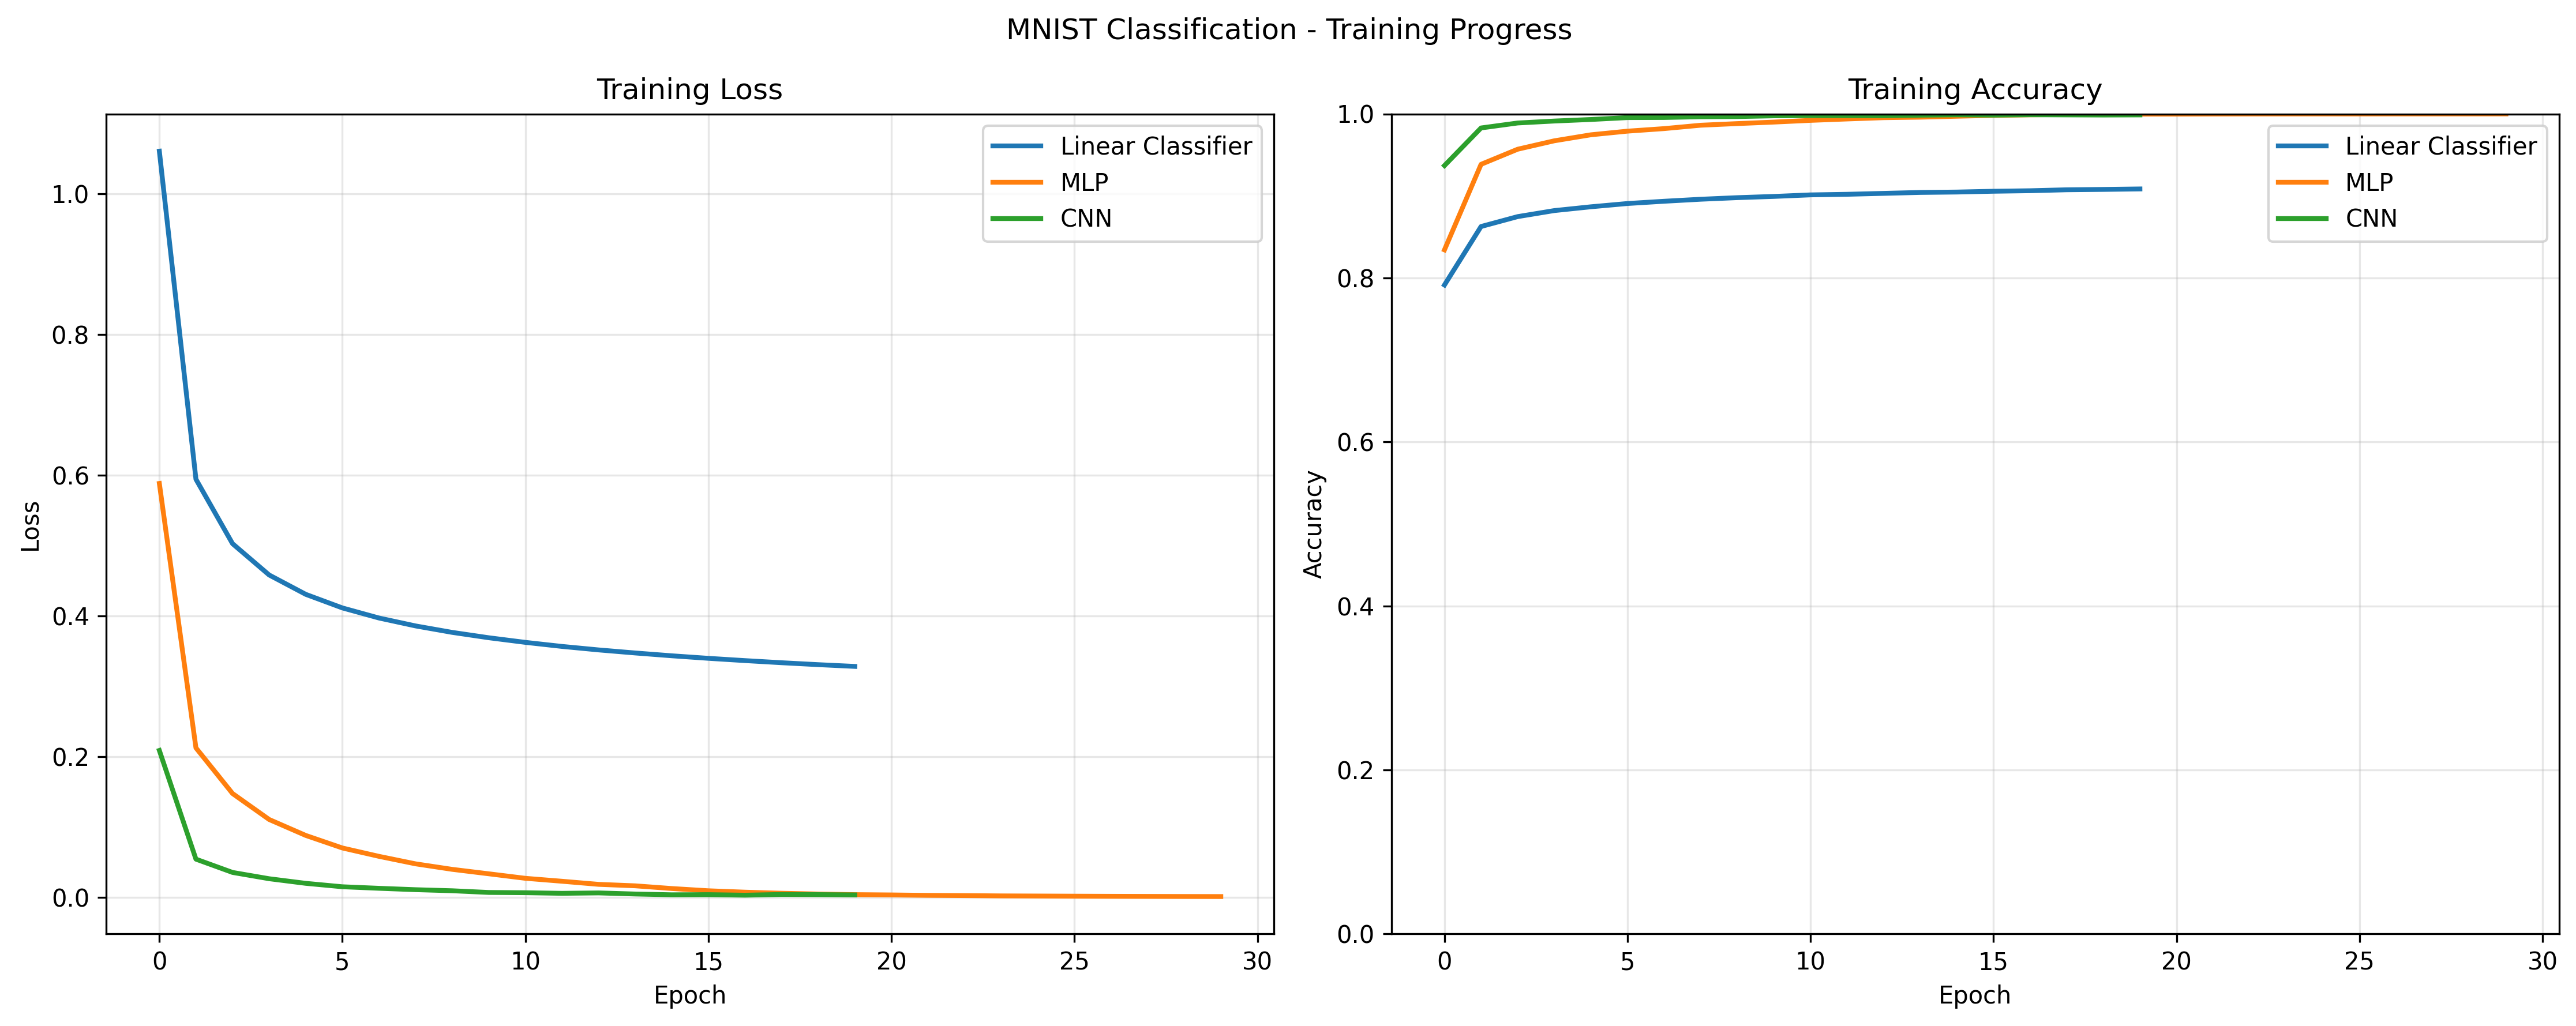 MNIST Classification - Training Progress
Training Loss
Linear Classifier
MLP
CNN
1.0
0.8
0.6
0.4
0.2
0.0
Loss
0 5 10 15 20 25 30
Epoch
Training Accuracy
Linear Classifier
MLP
CNN
1.0
0.8
0.6
0.4
0.2
0.0
Accuracy
0 5 10 15 20 25 30
Epoch